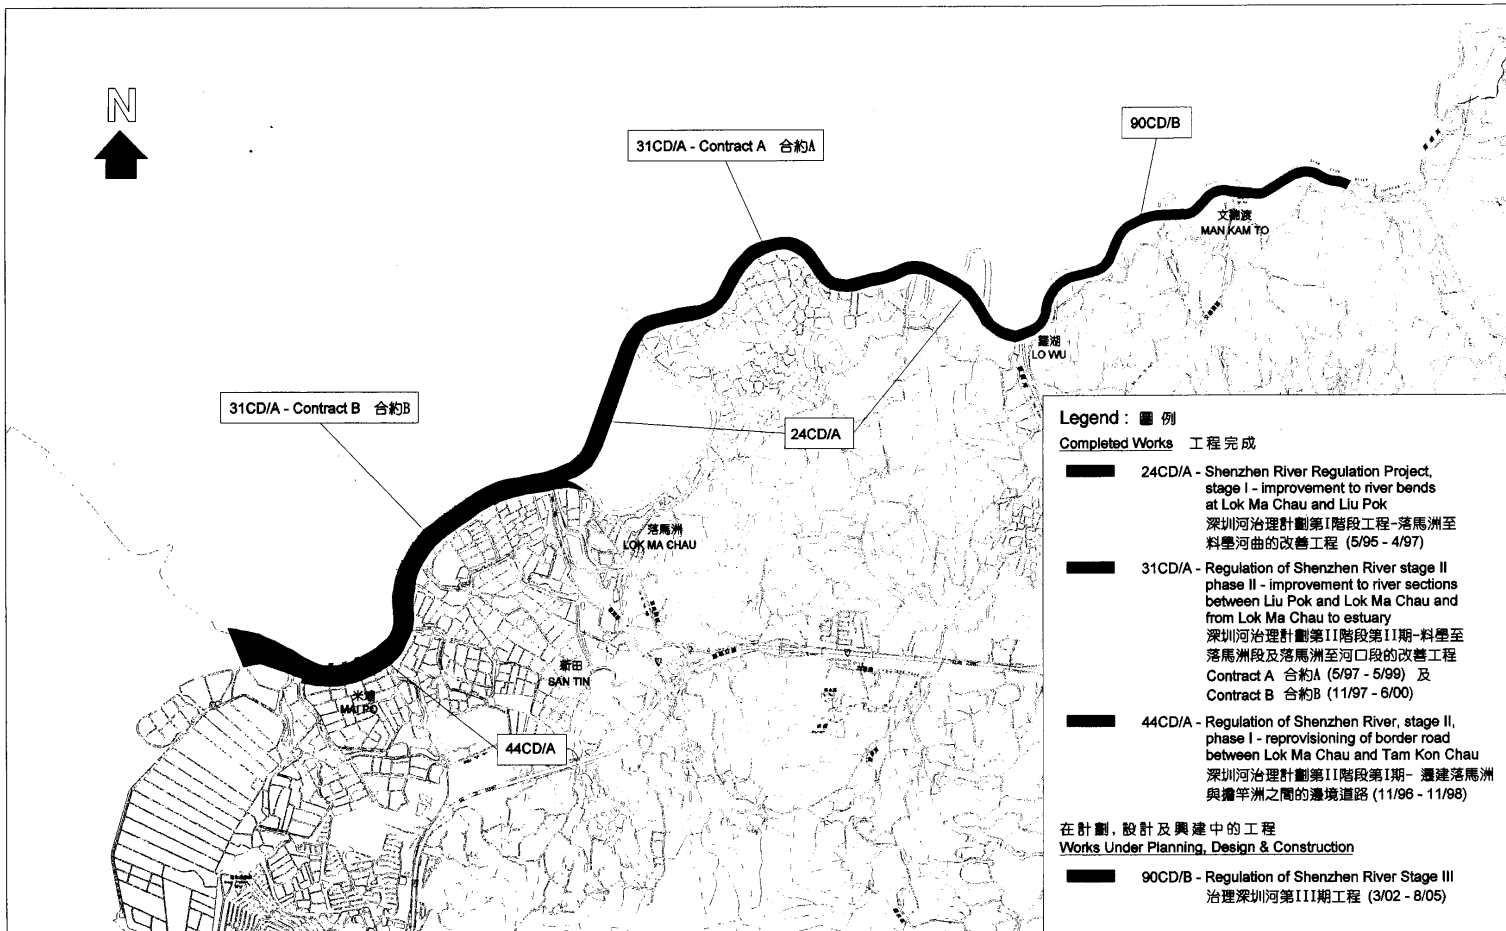 N
90CD/B
31CD/A - Contract A 合約A
文錦渡
MAN KAM TO
羅湖
LO WU
31CD/A - Contract B 合約B
24CD/A
落馬洲
LOK MA CHAU
新田
SAN TIN
米埔
MAI PO
44CD/A
Legend : 圖例
Completed Works 工程完成
24CD/A - Shenzhen River Regulation Project,
stage I - improvement to river bends
at Lok Ma Chau and Liu Pok
深圳河治理計劃第I階段工程-落馬洲至
料壆河曲的改善工程 (5/95 - 4/97)
31CD/A - Regulation of Shenzhen River stage II
phase II - improvement to river sections
between Liu Pok and Lok Ma Chau and
from Lok Ma Chau to estuary
深圳河治理計劃第II階段第II期-料壆至
落馬洲段及落馬洲至河口段的改善工程
Contract A 合約A (5/97 - 5/99) 及
Contract B 合約B (11/97 - 6/00)
44CD/A - Regulation of Shenzhen River, stage II,
phase I - reprovisioning of border road
between Lok Ma Chau and Tam Kon Chau
深圳河治理計劃第II階段第I期- 遷建落馬洲
與擔竿洲之間的邊境道路 (11/96 - 11/98)
在計劃, 設計及興建中的工程
Works Under Planning, Design & Construction
90CD/B - Regulation of Shenzhen River Stage III
治理深圳河第III期工程 (3/02 - 8/05)